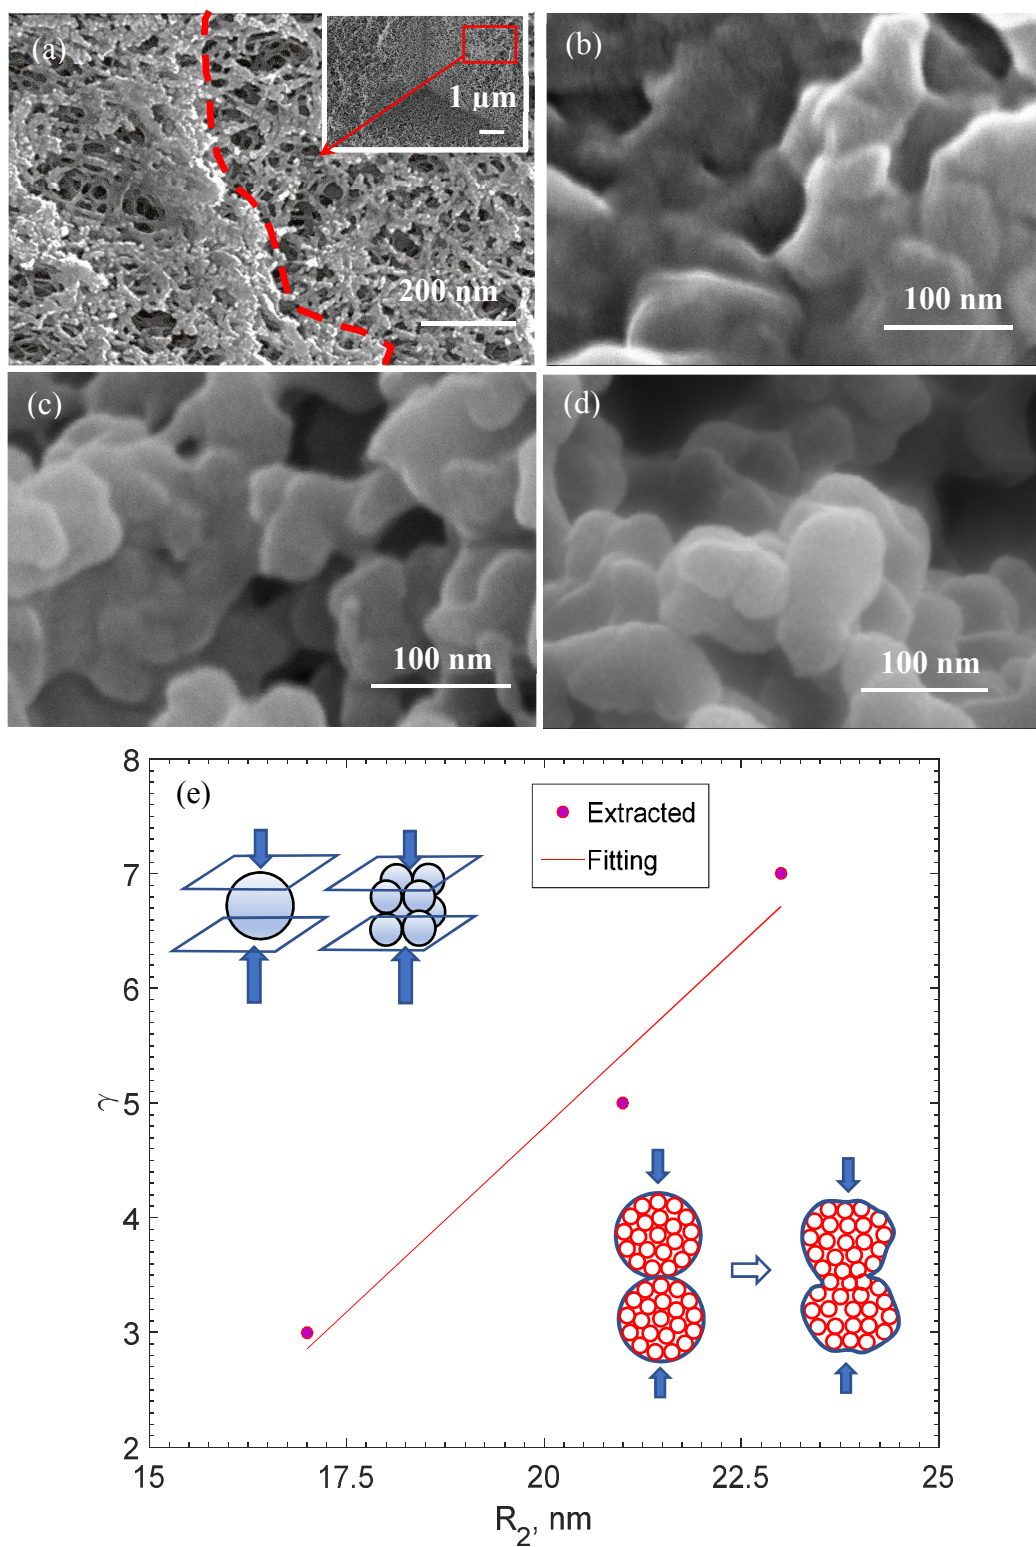 (a)
1 µm
200 nm
(b)
100 nm
(c)
100 nm
(d)
100 nm
(e)
8
7
6
5
4
3
2
γ
Extracted
Fitting
15
17.5
20
22.5
25
R2, nm